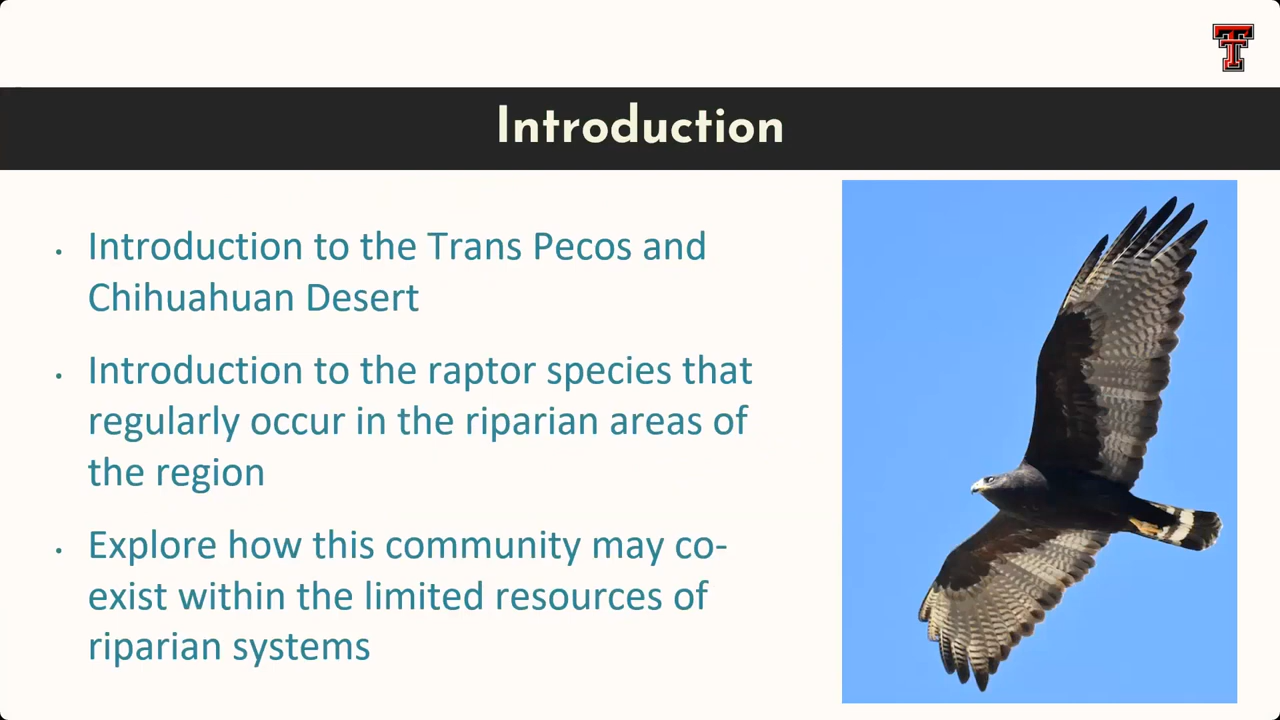 Introduction
• Introduction to the Trans Pecos and
Chihuahuan Desert
• Introduction to the raptor species that
regularly occur in the riparian areas of
the region
• Explore how this community may co-
exist within the limited resources of
riparian systems